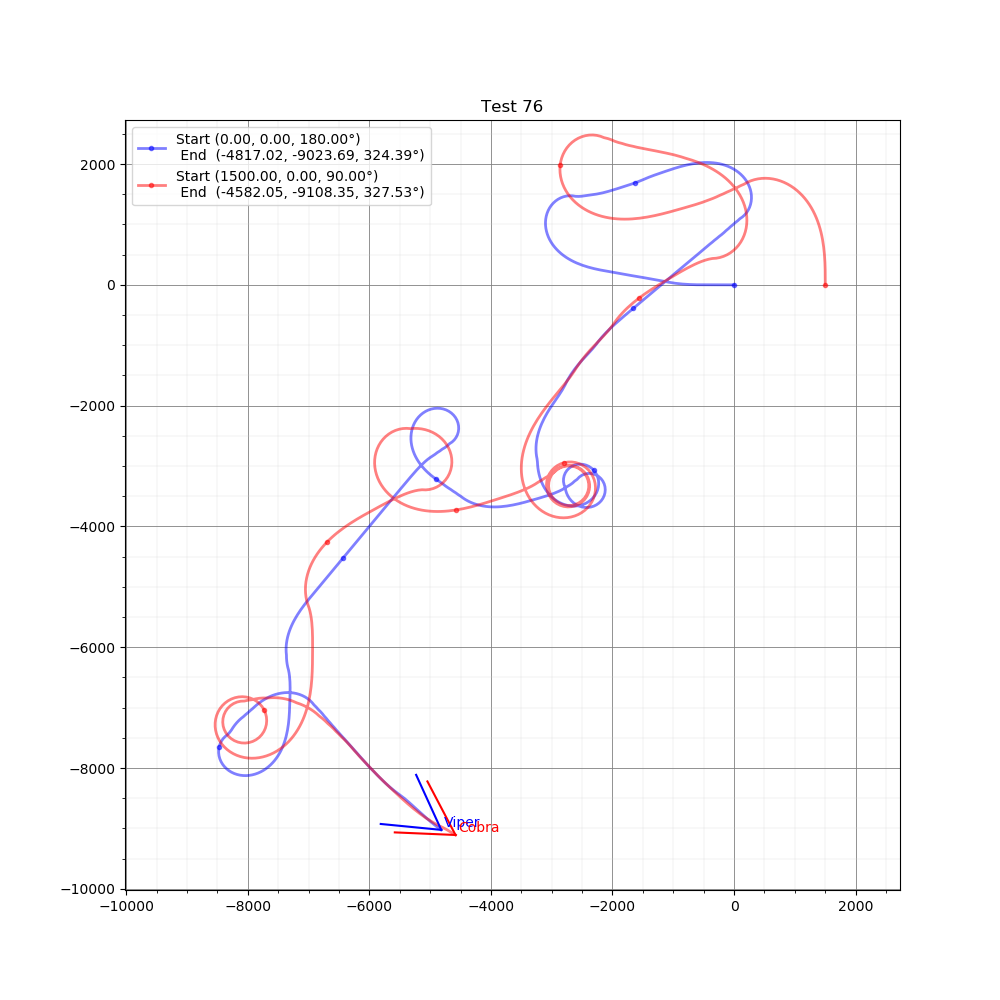 Test 76
Start (0.00, 0.00, 180.00°)
End  (-4817.02, -9023.69, 324.39°)
Start (1500.00, 0.00, 90.00°)
End  (-4582.05, -9108.35, 327.53°)
2000
0
−2000
−4000
−6000
−8000
−10000
Viper
Cobra
−10000 −8000 −6000 −4000 −2000 0 2000